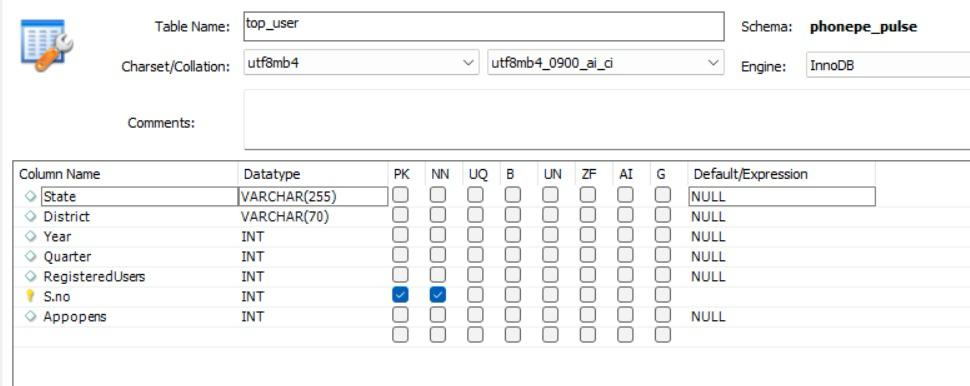 Table Name: top_user Schema: phonepe_pulse
Charset/Collation: utf8mb4 utf8mb4_0900_ai_ci Engine: InnoDB
Comments:
Column Name Datatype PK NN UQ B UN ZF AI G Default/Expression
State VARCHAR(255) NULL
District VARCHAR(70) NULL
Year INT NULL
Quarter INT NULL
RegisteredUsers INT NULL
S.no INT
Appopens INT NULL